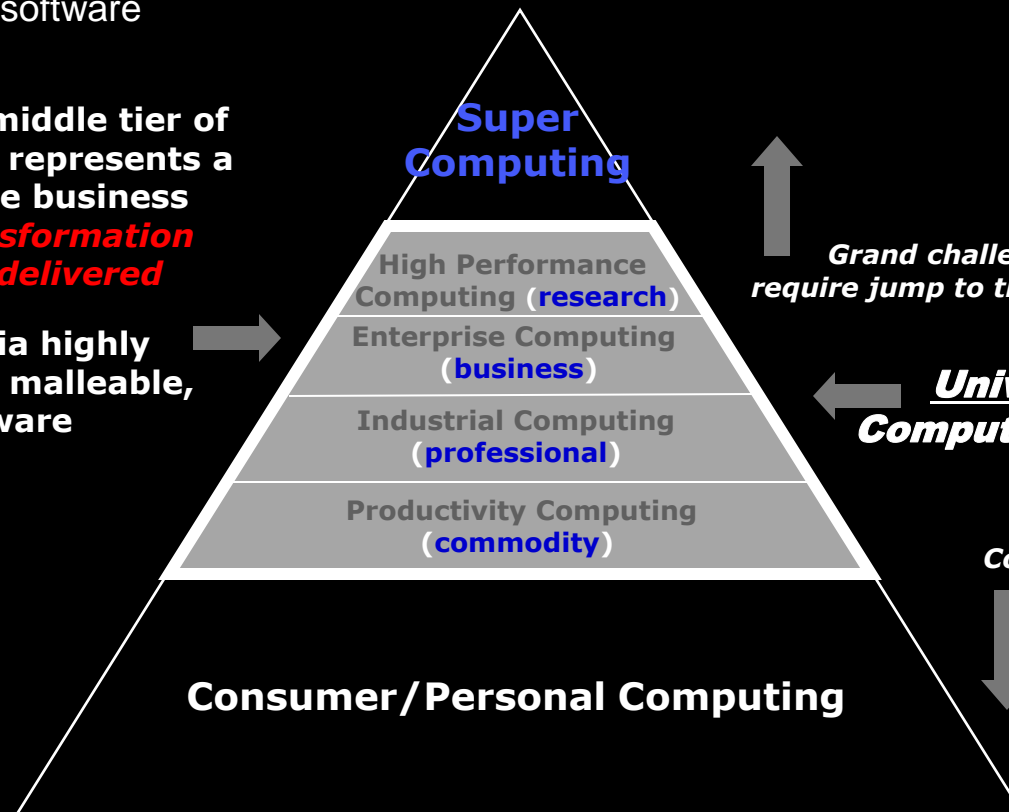 software
middle tier of
represents a
e business
sformation
delivered
ia highly
malleable,
ware
Super
Computing
High Performance
Computing (research)
Enterprise Computing
(business)
Industrial Computing
(professional)
Productivity Computing
(commodity)
Consumer/Personal Computing
Grand challe
require jump to t
Univ
Comput
Co